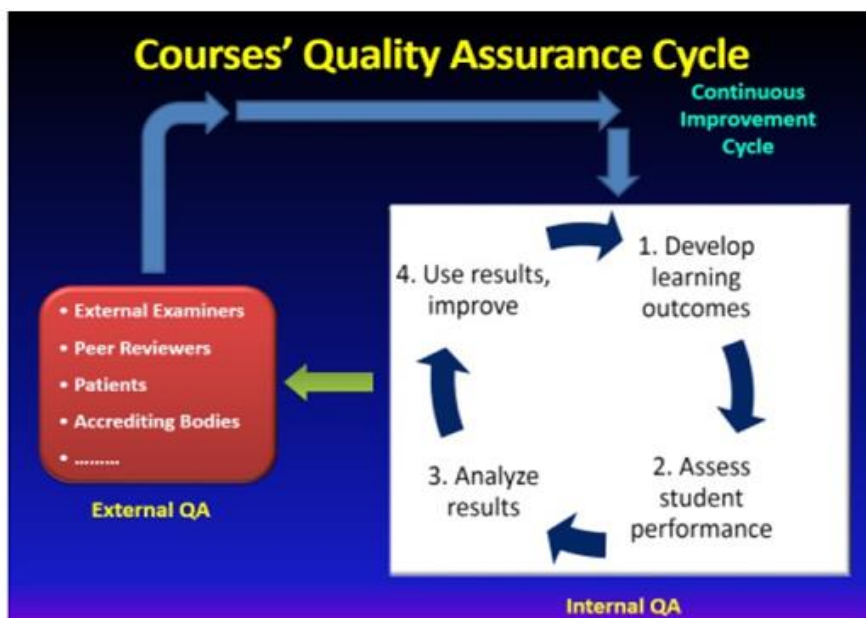 Courses' Quality Assurance Cycle
Continuous
Improvement
Cycle
1. Develop
learning
outcomes
2. Assess
student
performance
3. Analyze
results
4. Use results,
improve
Internal QA
• External Examiners
• Peer Reviewers
• Patients
• Accrediting Bodies
• ………
External QA